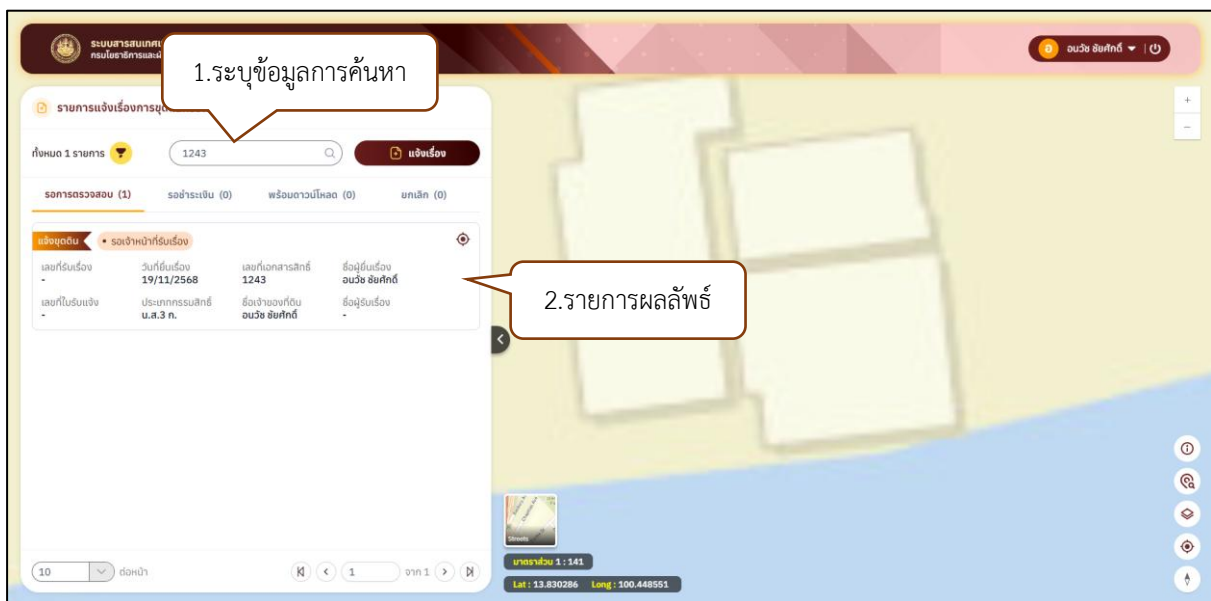 ระบบสารสนเทศ
กรมโยธาธิการและผั
อ อนวัช ชัยศักดิ์
1.ระบุข้อมูลการค้นหา
รายการแจ้งเรื่องการขุด
ทั้งหมด 1 รายการ
1243
แจ้งเรื่อง
รอการตรวจสอบ (1) รอชำระเงิน (0) พร้อมดาวน์โหลด (0) ยกเลิก (0)
แจ้งขุดดิน • รอเจ้าหน้าที่รับเรื่อง
เลขที่รับเรื่อง วันที่ยื่นเรื่อง เลขที่เอกสารสิทธิ์ ชื่อผู้ยื่นเรื่อง
- 19/11/2568 1243 อนวัช ชัยศักดิ์
เลขที่ใบรับแจ้ง ประเภทกรรมสิทธิ์ ชื่อเจ้าของที่ดิน ชื่อผู้รับเรื่อง
- น.ส.3 ก. อนวัช ชัยศักดิ์ -
2.รายการผลลัพธ์
Streets
มาตราส่วน 1 : 141
Lat : 13.830286 Long : 100.448551
10 ต่อหน้า 1 จาก 1